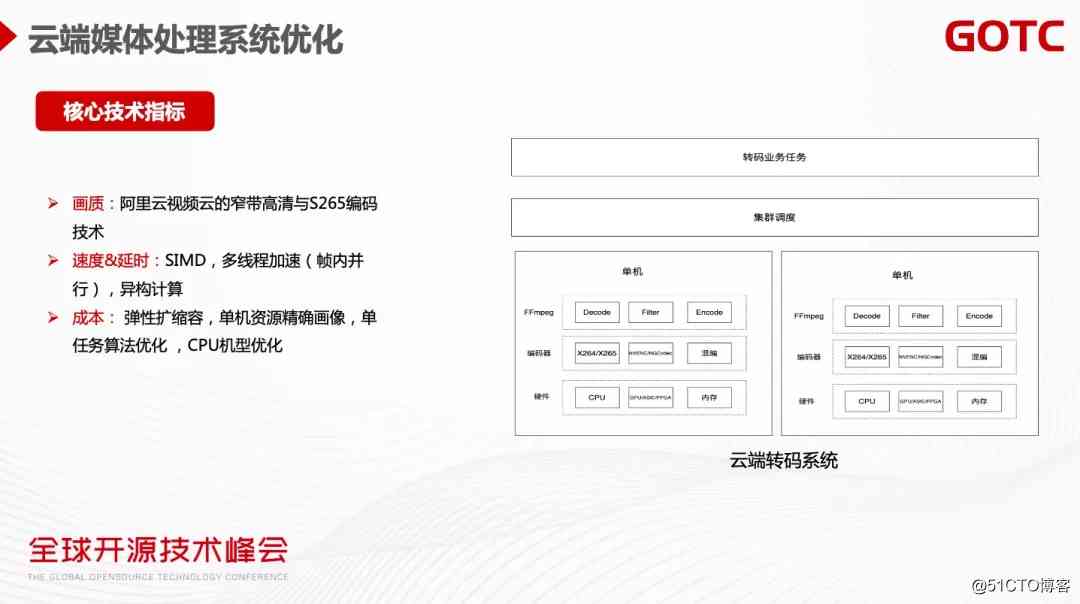 云端媒体处理系统优化
GOTC
核心技术指标
画质：阿里云视频云的窄带高清与S265编码
技术
速度&延时：SIMD，多线程加速（帧内并
行），异构计算
成本： 弹性扩缩容，单机资源精确画像，单
任务算法优化 ，CPU机型优化
转码业务任务
集群调度
单机
FFmpeg Decode Filter Encode
编码器 X264/X265 混编
硬件 CPU GPU/ASIC/FPGA 内存
单机
FFmpeg Decode Filter Encode
编码器 X264/X265 混编
硬件 CPU GPU/ASIC/FPGA 内存
云端转码系统
全球开源技术峰会
THE GLOBAL OPENSOURCE TECHNOLOGY CONFERENCE
@51CTO博客